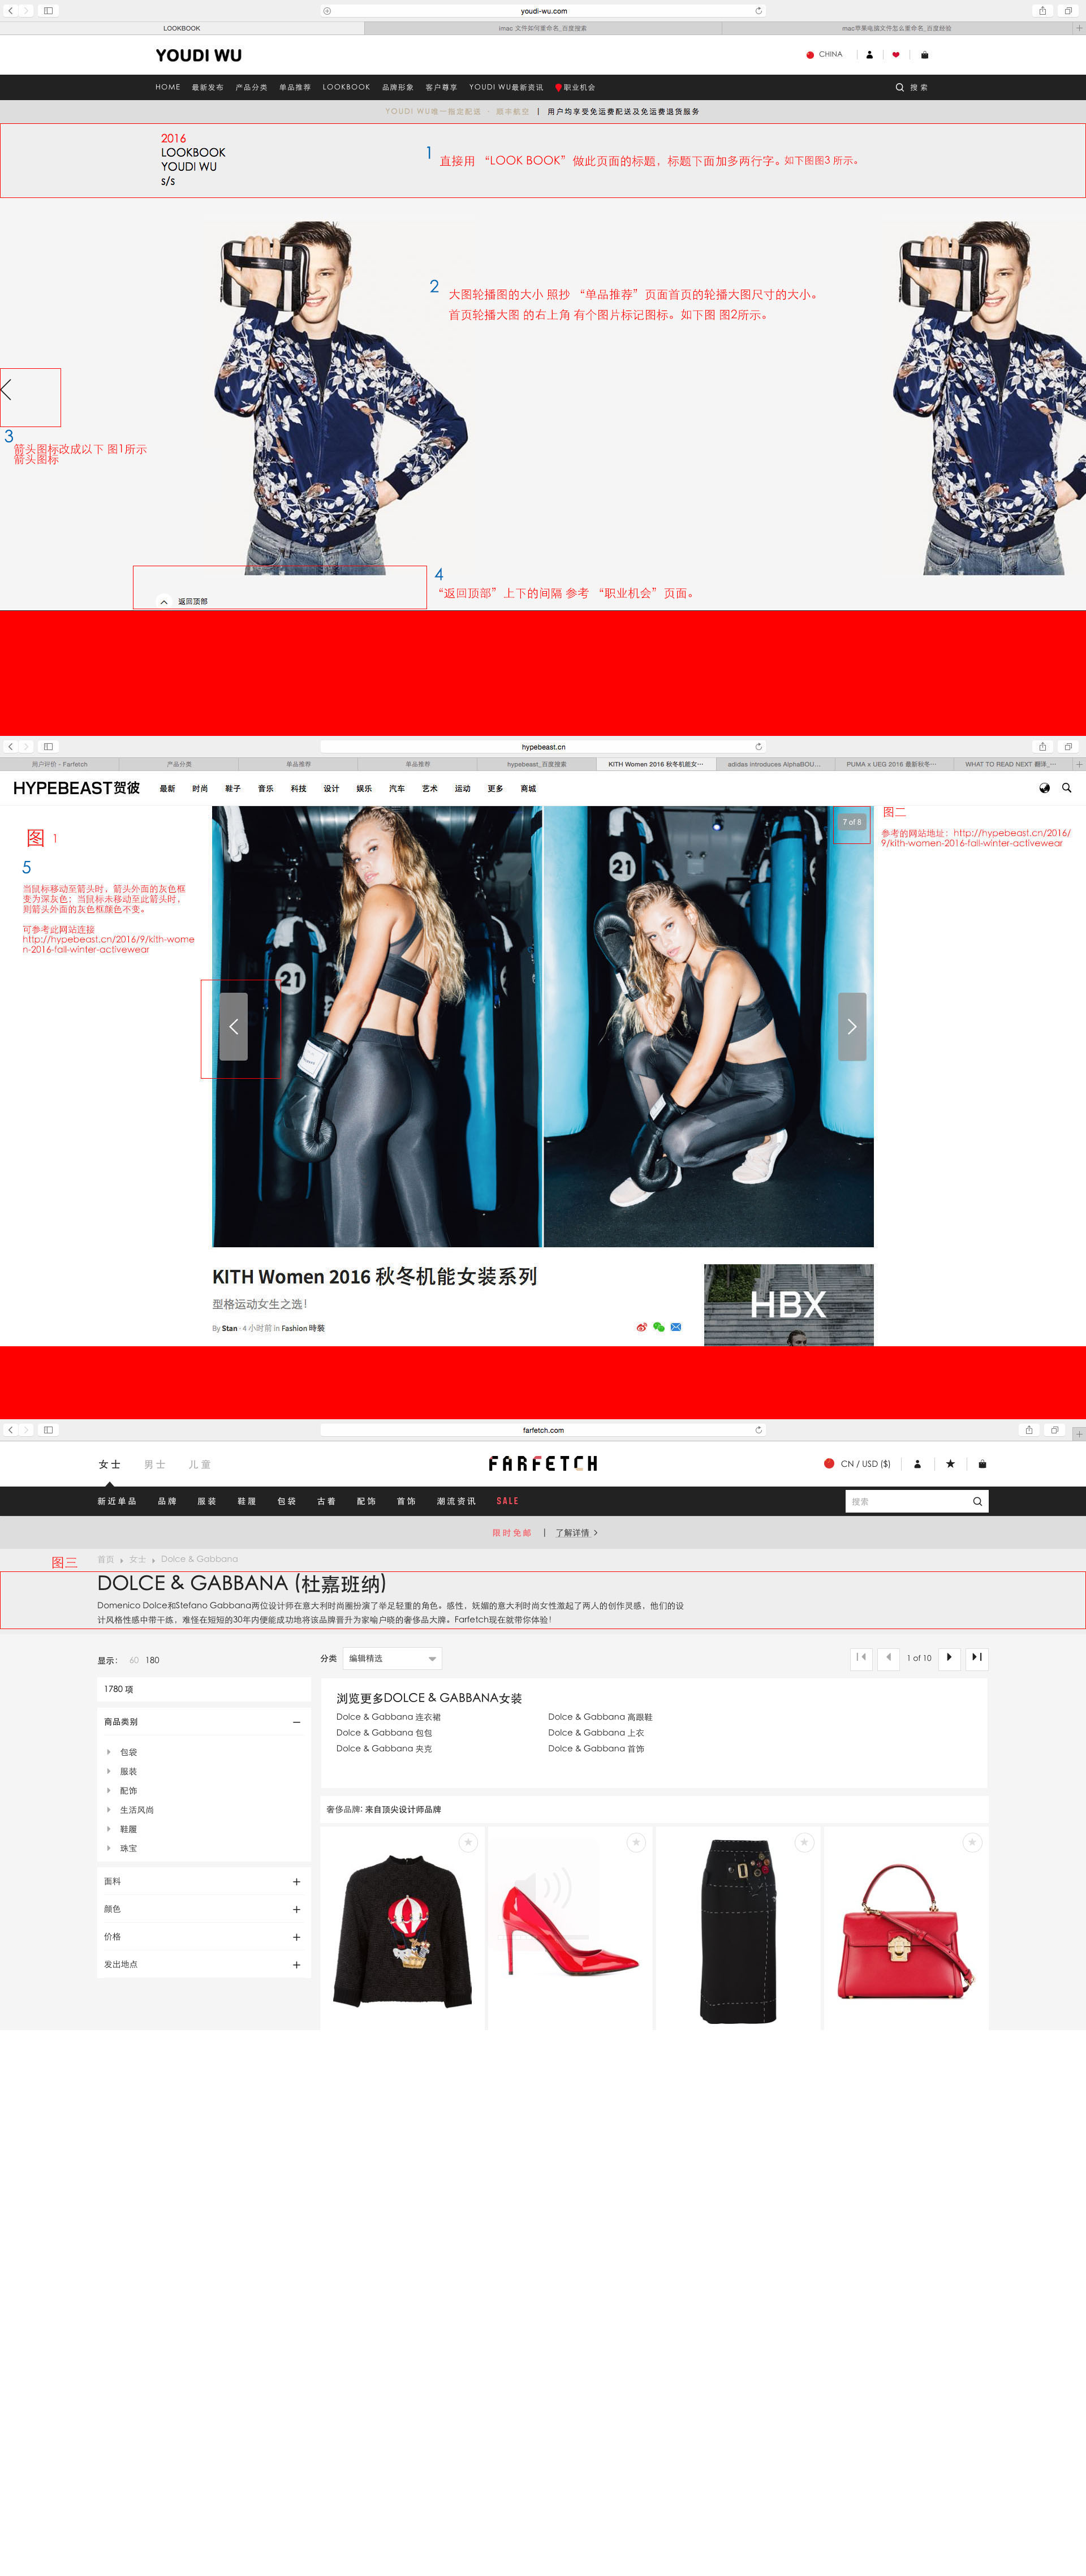 youdi-wu.com
LOOKBOOK
imac 文件如何重命名_百度搜索
mac苹果电脑文件怎么重命名_百度经验
YOUDI WU
CHINA
HOME 最新发布 产品分类 单品推荐 LOOKBOOK 品牌形象 客户尊享 YOUDI WU最新资讯 职业机会 搜 索
YOUDI WU唯一指定配送 - 顺丰航空 | 用户均享受免运费配送及免运费退货服务
2016
LOOKBOOK
YOUDI WU
s/s
1 直接用 “LOOK BOOK”做此页面的标题，标题下面加多两行字。如下图图3 所示。
2 大图轮播图的大小 照抄 “单品推荐”页面首页的轮播大图尺寸的大小。
首页轮播大图 的右上角 有个图片标记图标。如下图 图2所示。
3
箭头图标改成以下 图1所示
箭头图标
4
“返回顶部”上下的间隔 参考 “职业机会”页面。
返回顶部
hypebeast.cn
用户评价 - Farfetch 产品分类 单品推荐 单品推荐 hypebeast_百度搜索 KITH Women 2016 秋冬机能女⋯ adidas introduces AlphaBOU⋯ PUMA x UEG 2016 最新秋冬⋯ WHAT TO READ NEXT 翻译_⋯
HYPEBEAST贺彼 最新 时尚 鞋子 音乐 科技 设计 娱乐 汽车 艺术 运动 更多 商城
图 1
5
当鼠标移动至箭头时，箭头外面的灰色框
变为深灰色；当鼠标未移动至此箭头时，
则箭头外面的灰色框颜色不变。
可参考此网站连接
http://hypebeast.cn/2016/9/kith-wome
n-2016-fall-winter-activewear
7 of 8
图二
参考的网站地址：http://hypebeast.cn/2016/
9/kith-women-2016-fall-winter-activewear
21
21
KITH Women 2016 秋冬机能女装系列
型格运动女生之选！
By Stan - 4 小时前 in Fashion 時裝
HBX
farfetch.com
女士 男士 儿童
FARFETCH
CN / USD ($)
新近单品 品牌 服装 鞋履 包袋 古着 配饰 首饰 潮流资讯 SALE
搜索
限时免邮 | 了解详情
图三
首页 女士 Dolce & Gabbana
DOLCE & GABBANA (杜嘉班纳)
Domenico Dolce和Stefano Gabbana两位设计师在意大利时尚圈扮演了举足轻重的角色。感性，妩媚的意大利时尚女性激起了两人的创作灵感，他们的设
计风格性感中带干练，难怪在短短的30年内便能成功地将该品牌晋升为家喻户晓的奢侈品大牌。Farfetch现在就带你体验！
显示： 60 180
分类 编辑精选
1 of 10
1780 项
商品类别
包袋
服装
配饰
生活风尚
鞋履
珠宝
面料
颜色
价格
发出地点
浏览更多DOLCE & GABBANA女装
Dolce & Gabbana 连衣裙
Dolce & Gabbana 高跟鞋
Dolce & Gabbana 包包
Dolce & Gabbana 上衣
Dolce & Gabbana 夹克
Dolce & Gabbana 首饰
奢侈品牌: 来自顶尖设计师品牌